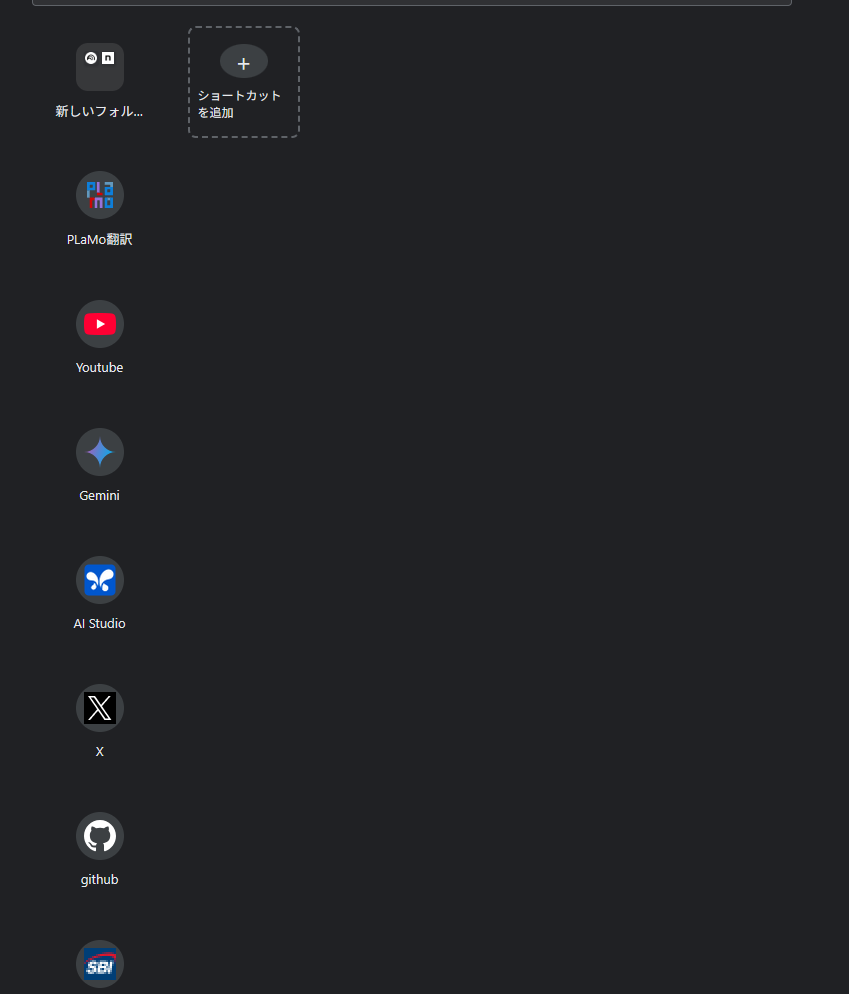 新しいフォル...
+
ショートカット
を追加
PLaMo
PLaMo翻訳
Youtube
Gemini
AI Studio
X
github
SBI